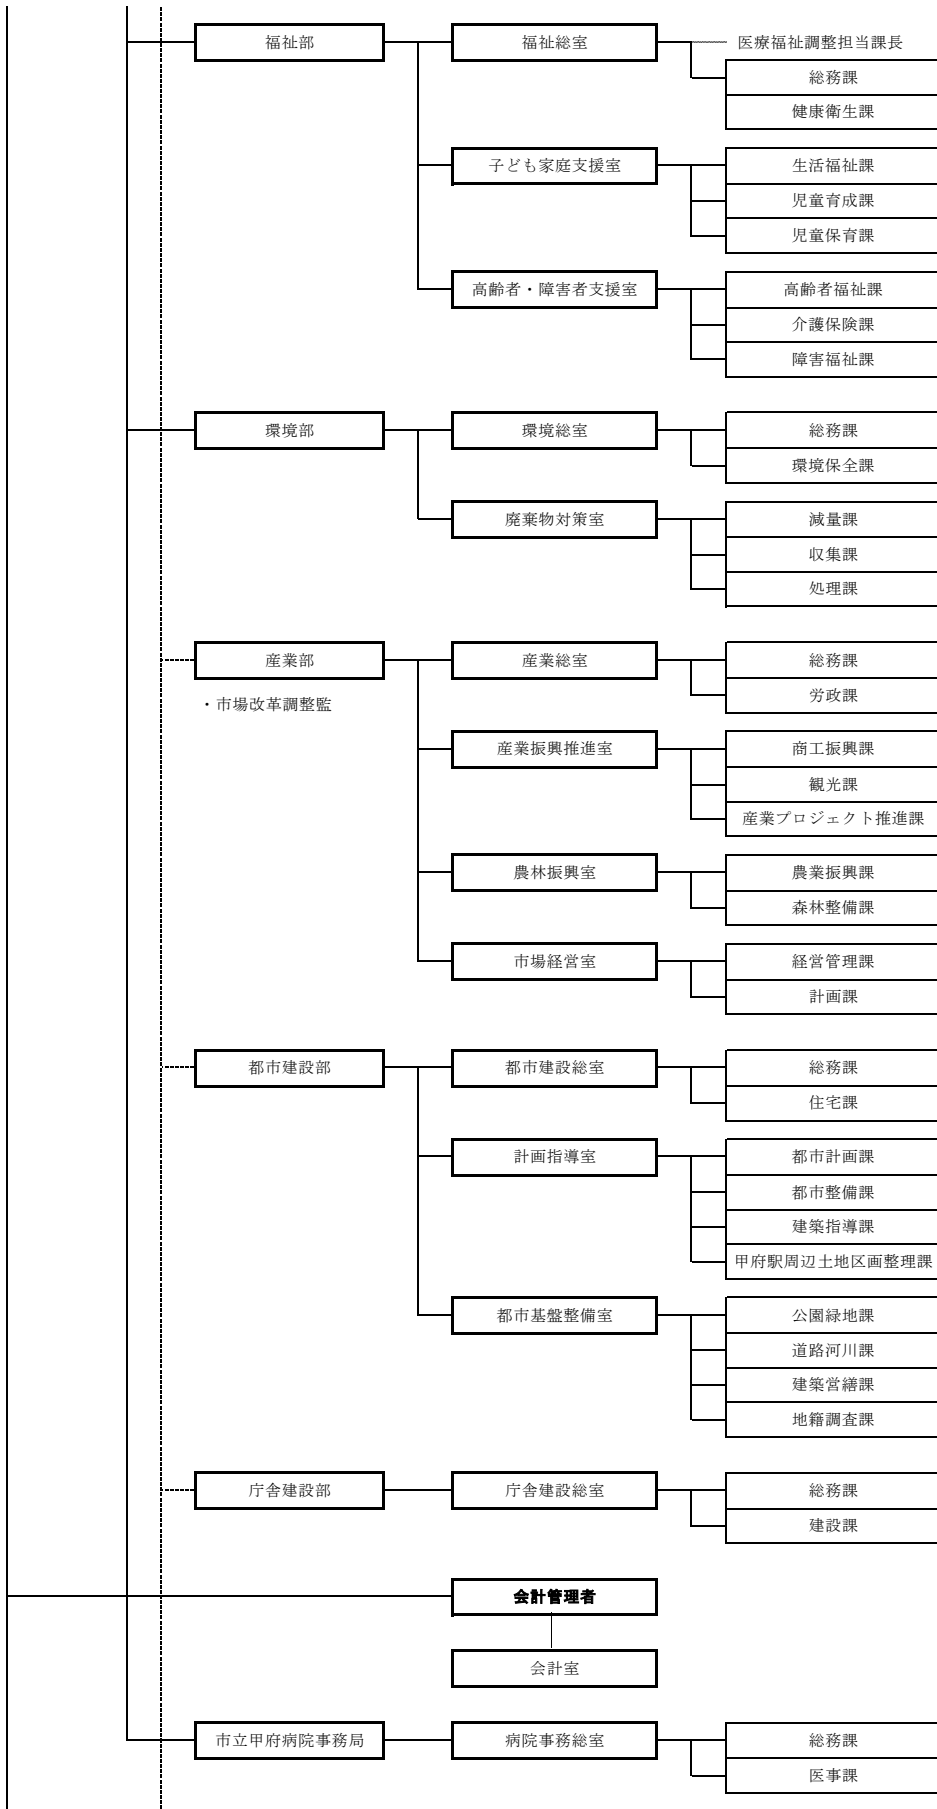 福祉部
福祉総室
医療福祉調整担当課長
総務課
健康衛生課
子ども家庭支援室
生活福祉課
児童育成課
児童保育課
高齢者・障害者支援室
高齢者福祉課
介護保険課
障害福祉課
環境部
環境総室
総務課
環境保全課
廃棄物対策室
減量課
収集課
処理課
産業部
・市場改革調整監
産業総室
総務課
労政課
産業振興推進室
商工振興課
観光課
産業プロジェクト推進課
農林振興室
農業振興課
森林整備課
市場経営室
経営管理課
計画課
都市建設部
都市建設総室
総務課
住宅課
計画指導室
都市計画課
都市整備課
建築指導課
甲府駅周辺土地区画整理課
都市基盤整備室
公園緑地課
道路河川課
建築営繕課
地籍調査課
庁舎建設部
庁舎建設総室
総務課
建設課
会計管理者
会計室
市立甲府病院事務局
病院事務総室
総務課
医事課